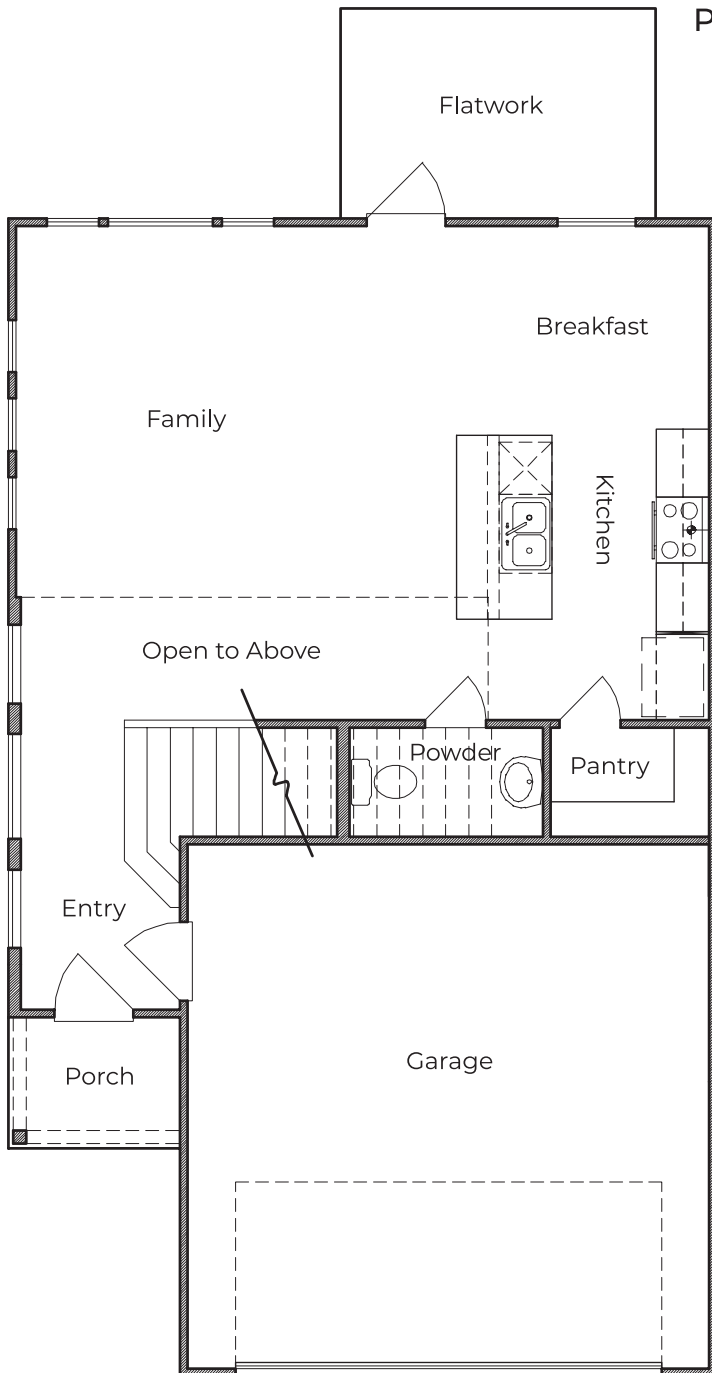 P
Flatwork
Breakfast
Family
Kitchen
Open to Above
Powder
Pantry
Entry
Garage
Porch